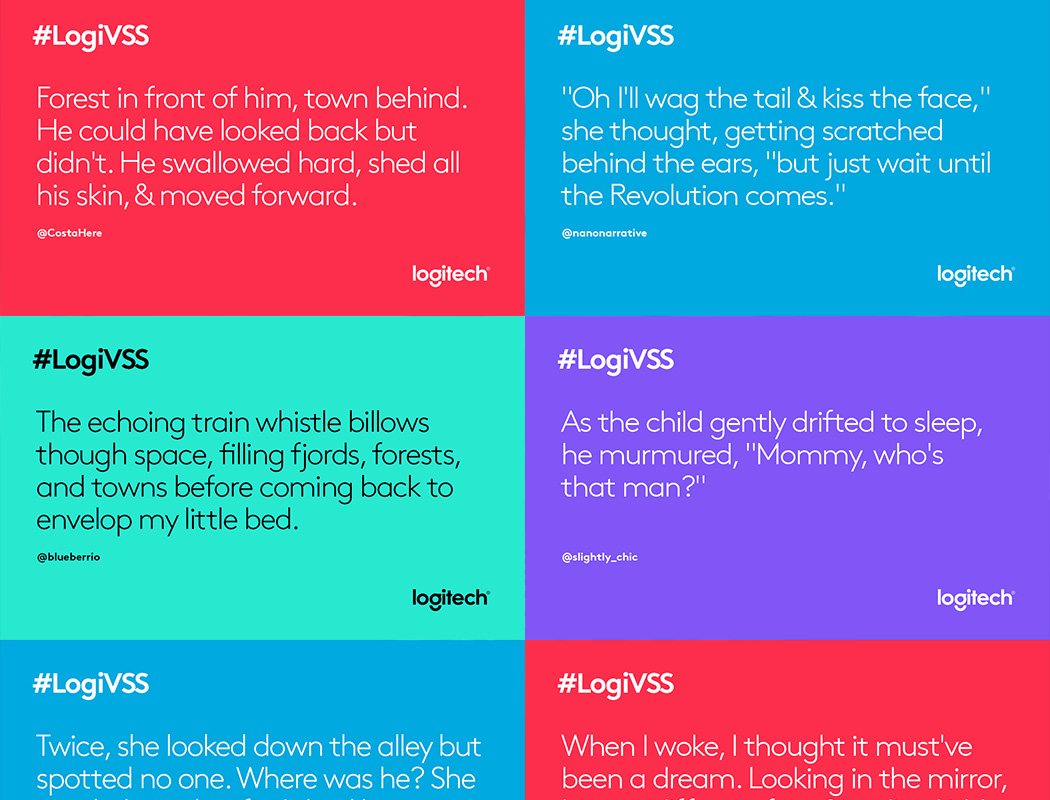 #LogiVSS
Forest in front of him, town behind.
He could have looked back but
didn't. He swallowed hard, shed all
his skin, & moved forward.
@CostaHere
logitech
#LogiVSS
"Oh I'll wag the tail & kiss the face,"
she thought, getting scratched
behind the ears, "but just wait until
the Revolution comes."
@nanonarrative
logitech
#LogiVSS
The echoing train whistle billows
though space, filling fjords, forests,
and towns before coming back to
envelop my little bed.
@blueberrio
logitech
#LogiVSS
As the child gently drifted to sleep,
he murmured, "Mommy, who's
that man?"
@slightly_chic
logitech
#LogiVSS
Twice, she looked down the alley but
spotted no one. Where was he? She
#LogiVSS
When I woke, I thought it must've
been a dream. Looking in the mirror,